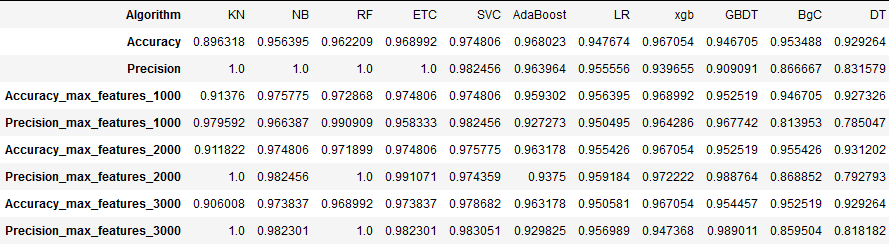 Algorithm KN NB RF ETC SVC AdaBoost LR xgb GBDT BgC DT
Accuracy 0.896318 0.956395 0.962209 0.968992 0.974806 0.968023 0.947674 0.967054 0.946705 0.953488 0.929264
Precision 1.0 1.0 1.0 1.0 0.982456 0.963964 0.955556 0.939655 0.909091 0.866667 0.831579
Accuracy_max_features_1000 0.91376 0.975775 0.972868 0.974806 0.974806 0.959302 0.956395 0.968992 0.952519 0.946705 0.927326
Precision_max_features_1000 0.979592 0.966387 0.990909 0.958333 0.982456 0.927273 0.950495 0.964286 0.967742 0.813953 0.785047
Accuracy_max_features_2000 0.911822 0.974806 0.971899 0.974806 0.975775 0.963178 0.955426 0.967054 0.952519 0.955426 0.931202
Precision_max_features_2000 1.0 0.982456 1.0 0.991071 0.974359 0.9375 0.959184 0.972222 0.988764 0.868852 0.792793
Accuracy_max_features_3000 0.906008 0.973837 0.968992 0.973837 0.978682 0.963178 0.950581 0.967054 0.954457 0.952519 0.929264
Precision_max_features_3000 1.0 0.982301 1.0 0.982301 0.983051 0.929825 0.956989 0.947368 0.989011 0.859504 0.818182